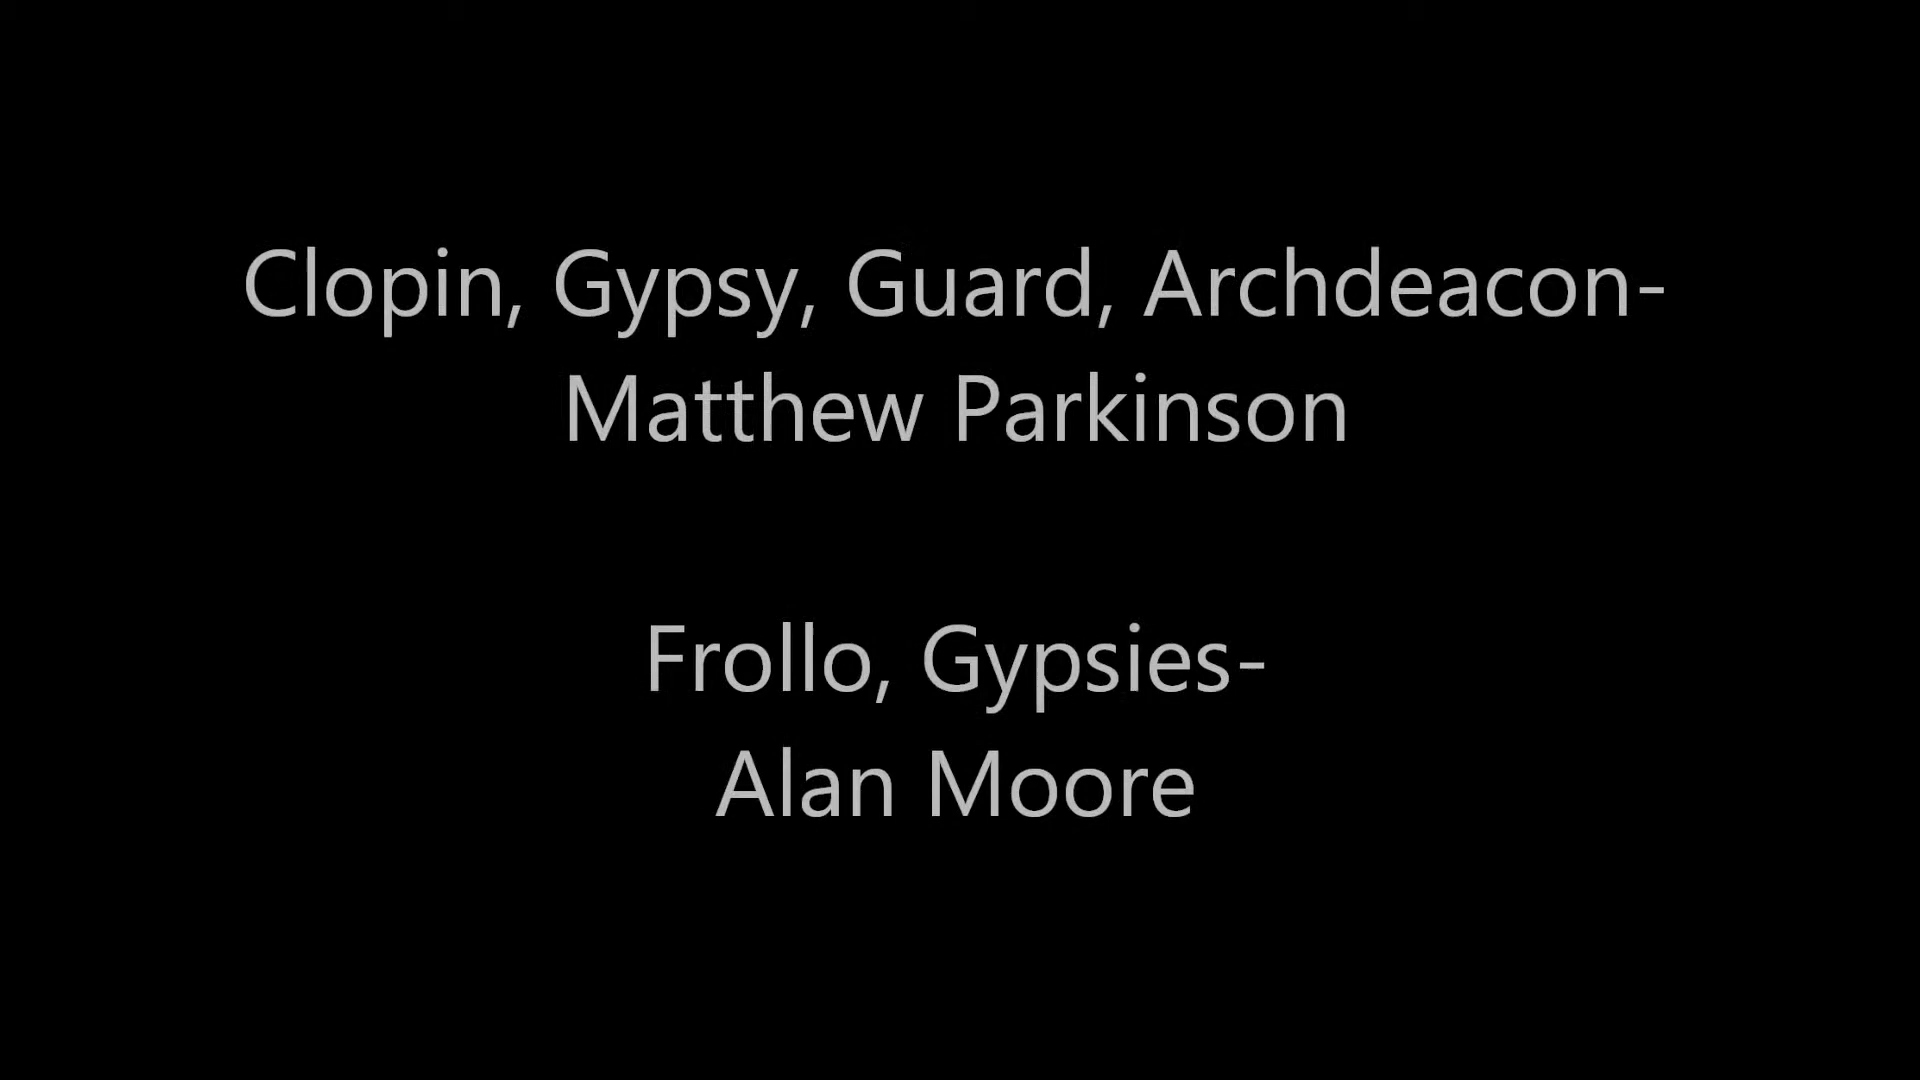 Clopin, Gypsy, Guard, Archdeacon-
Matthew Parkinson
Frollo, Gypsies-
Alan Moore